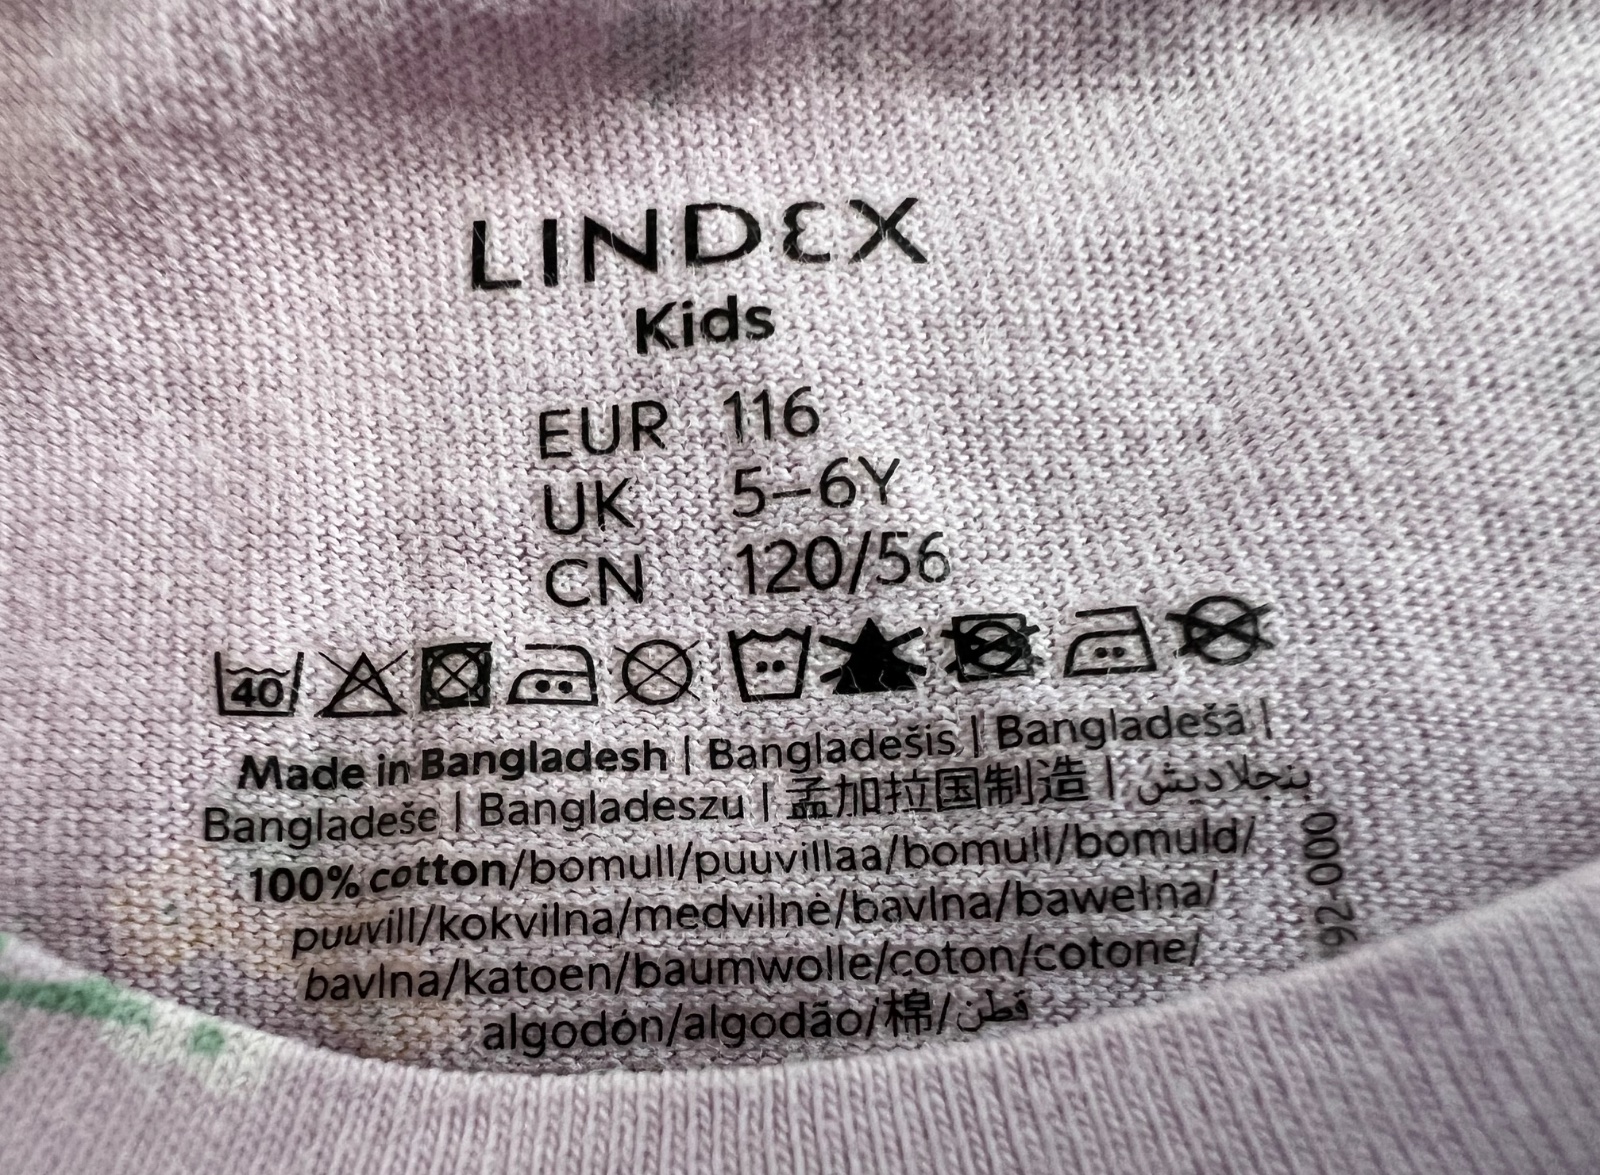 LINDEX
Kids
EUR 116
UK 5–6Y
CN 120/56
40
Made in Bangladesh | Bangladešis | Bangladešā |
Bangladeše | Bangladeszu | 孟加拉国制造 | بنجلاديش
100% cotton/bomull/puuvillaa/bomull/bomuld/
puuvill/kokvilna/medvilnė/bavlna/bawełna/
bavlna/katoen/baumwolle/coton/cotone/
algodón/algodão/棉/قطن